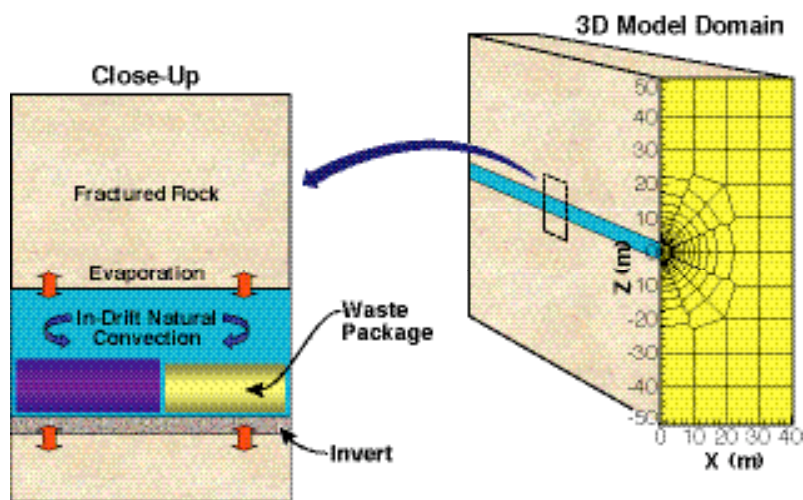 3D Model Domain
Close-Up
Fractured Rock
Evaporation
In-Drift Natural
Convection
Waste
Package
Invert
50
40
30
20
10
0
-10
-20
-30
-40
-50
Z (m)
0 10 20 30 40
X (m)